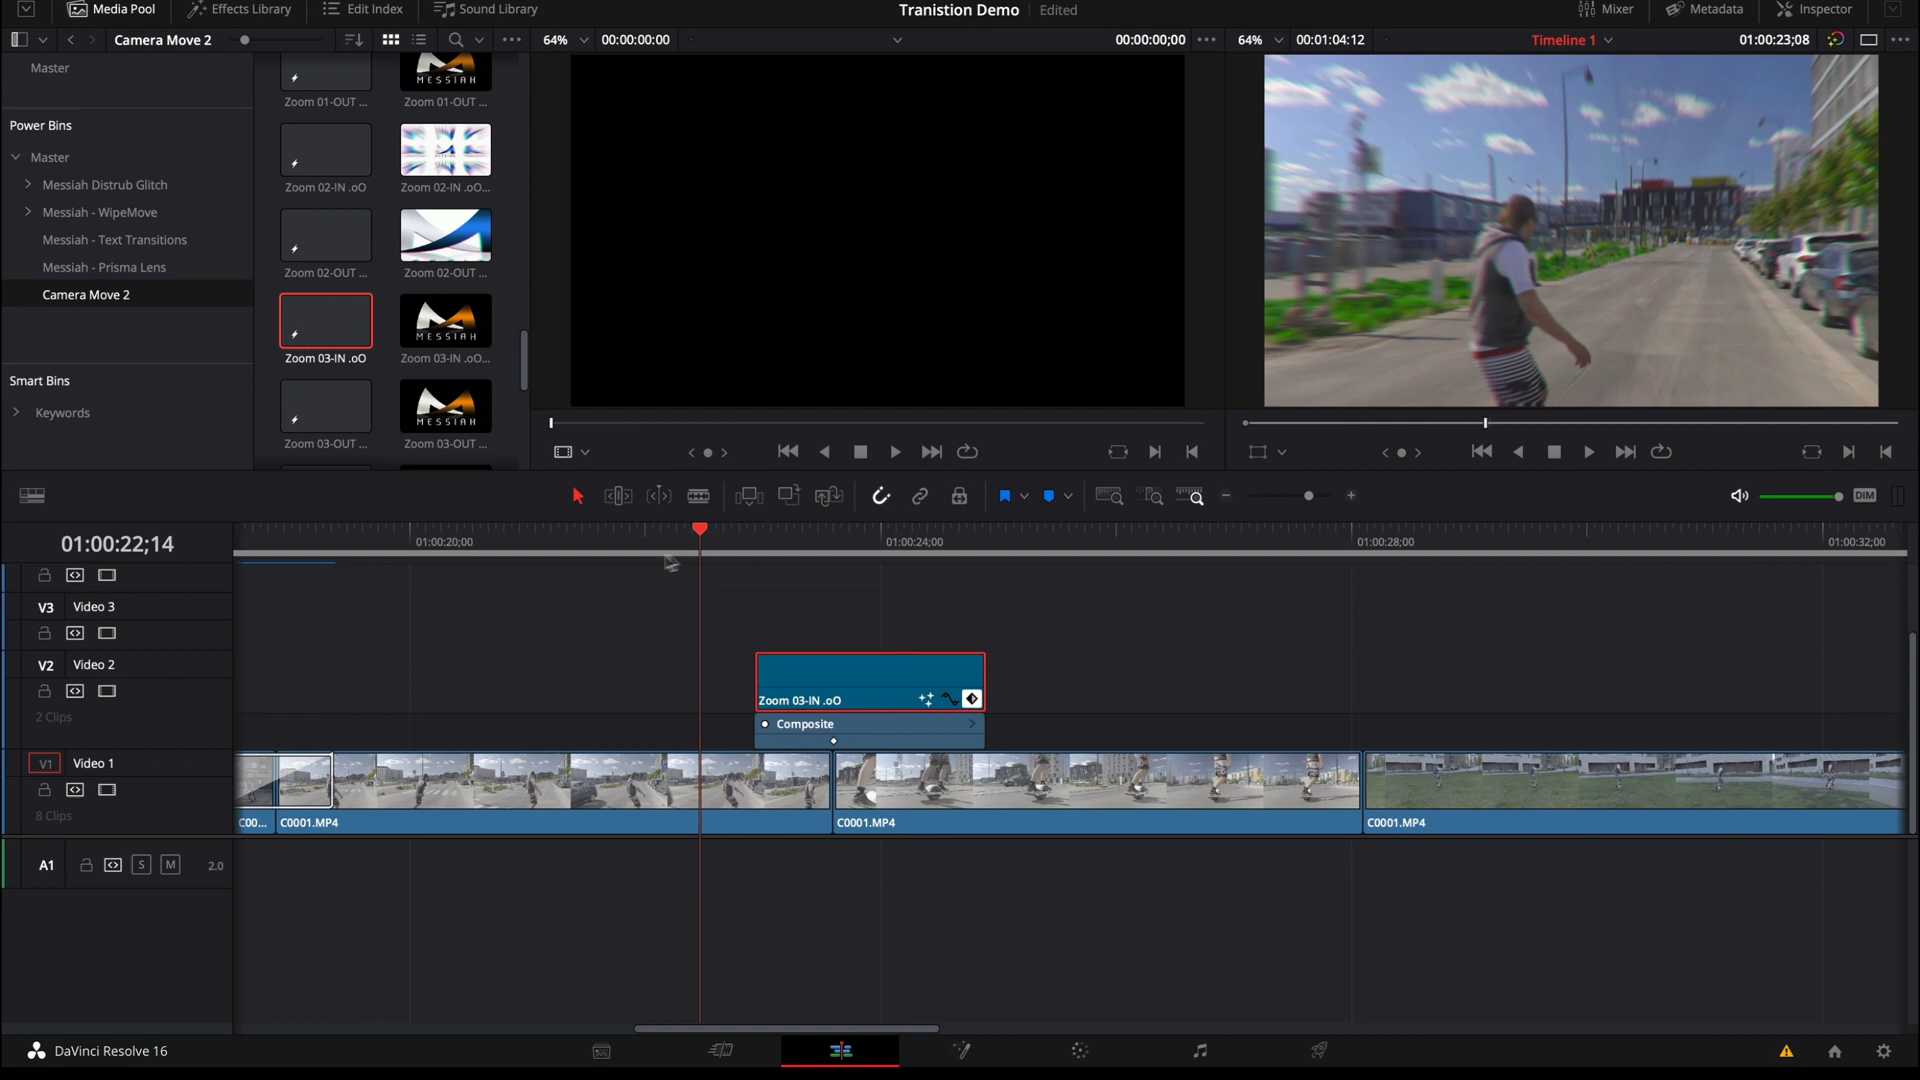 Media Pool
Effects Library
Edit Index
Sound Library
Transtion Demo
Edited
Mixer
Metadata
Inspector
Camera Move 2
64%
00:00:00:00
00:00:00;00
64%
00:01:04:12
Timeline 1
01:00:23;08
Master
Power Bins
Master
Messiah Distrub Glitch
Messiah - WipeMove
Messiah - Text Transitions
Messiah - Prisma Lens
Camera Move 2
Smart Bins
Keywords
MESSIAH
Zoom 01-OUT ...
Zoom 01-OUT ...
Zoom 02-IN .oO
Zoom 02-IN .oO...
Zoom 02-OUT ...
Zoom 02-OUT ...
MESSIAH
Zoom 03-IN .oO
Zoom 03-IN .oO...
MESSIAH
Zoom 03-OUT ...
Zoom 03-OUT ...
DIM
01:00:22;14
01:00:20;00
01:00:24;00
01:00:28;00
01:00:32;00
V3 Video 3
V2 Video 2
2 Clips
Zoom 03-IN .oO
Composite
V1 Video 1
8 Clips
C00...
C0001.MP4
C0001.MP4
C0001.MP4
A1
S
M
2.0
DaVinci Resolve 16